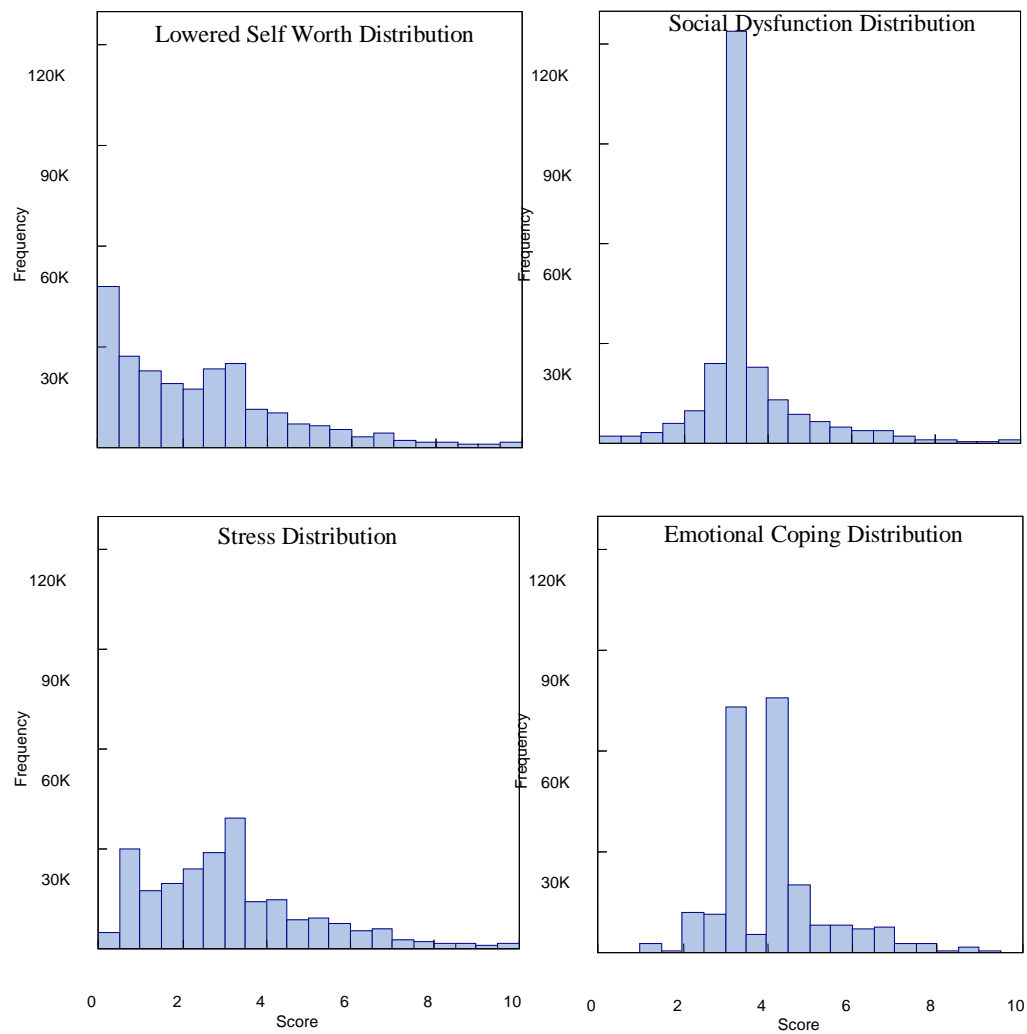 Lowered Self Worth Distribution
120K
90K
60K
30K
Frequency
Social Dysfunction Distribution
120K
90K
60K
30K
Frequency
Stress Distribution
120K
90K
60K
30K
Frequency
0 2 4 6 8 10
Score
Emotional Coping Distribution
120K
90K
60K
30K
Frequency
0 2 4 6 8 10
Score